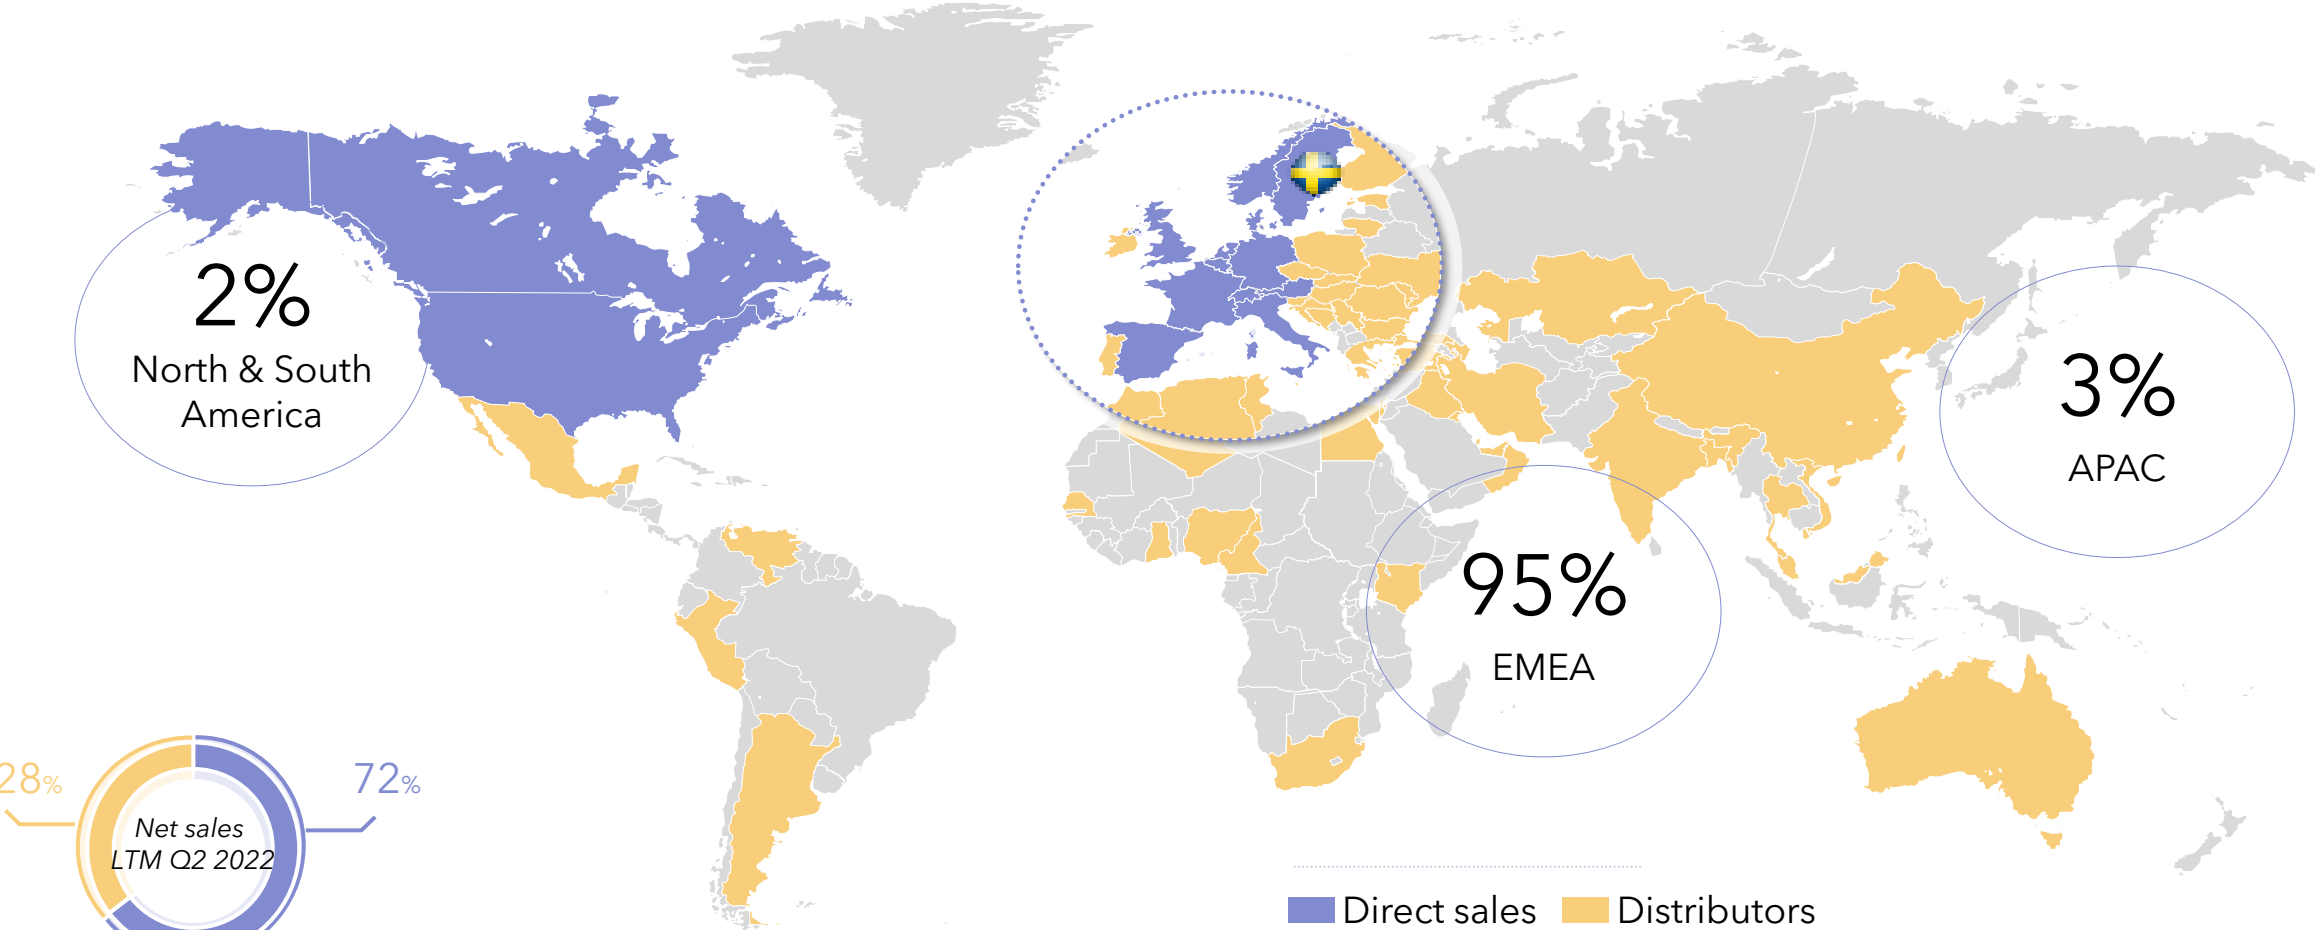 2%
North & South
America
3%
APAC
95%
EMEA
28%
72%
Net sales
LTM Q2 2022
Direct sales
Distributors